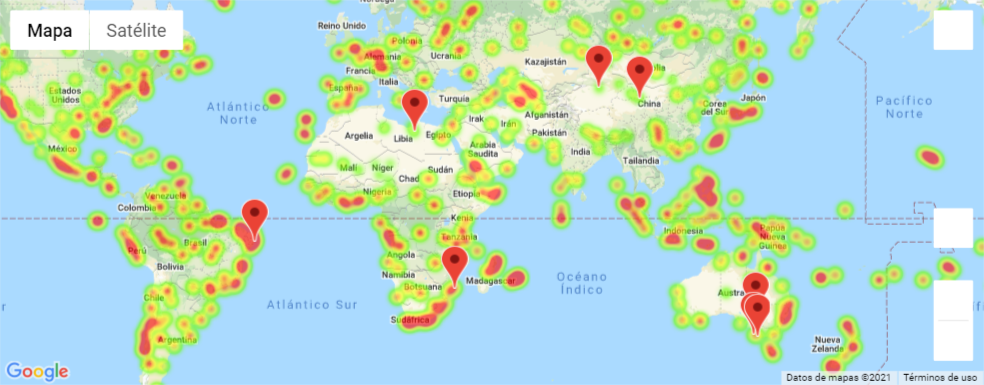 Mapa
Satélite
Noruega
Reino Unido
Polonia
Alemania
Ucrania
Kazajistán
Francia
Italia
España
Turquía
Estados
Unidos
Atlántico
Norte
China
Corea
del Sur
Japón
Pacífico
Norte
Afganistán
Irak
Irán
Pakistán
Argelia
Libia
Egipto
México
Arabia
Saudita
India
Tailandia
Mali
Níger
Chad
Sudán
Nigeria
Etiopía
Venezuela
Colombia
Kenia
Tanzania
Indonesia
Papúa
Nueva
Guinea
Perú
Brasil
Bolivia
Angola
Namibia
Botsuana
Madagascar
Océano
Índico
Austra
Chile
Atlántico Sur
Sudáfrica
Argentina
Nueva
Zelanda
Google
Datos de mapas ©2021
Términos de uso